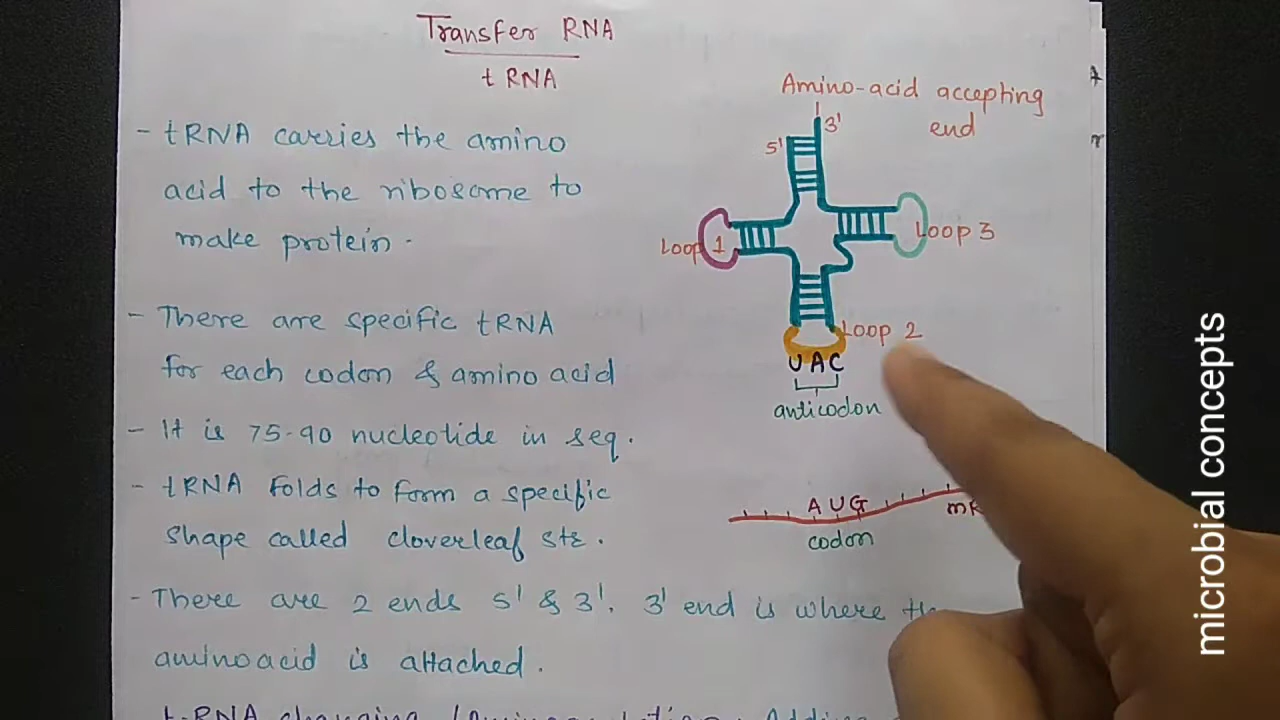 Transfer RNA
tRNA
- tRNA carries the amino
acid to the ribosome to
make protein.
- There are specific tRNA
for each codon & amino acid
- It is 75-90 nucleotide in seq.
- tRNA folds to form a specific
shape called cloverleaf str.
- There are 2 ends 5' & 3'. 3' end is where
aminoacid is attached.
Amino-acid accepting
end
3'
5'
Loop 1
Loop 3
Loop 2
UAC
anticodon
AUG
codon
microbial concepts